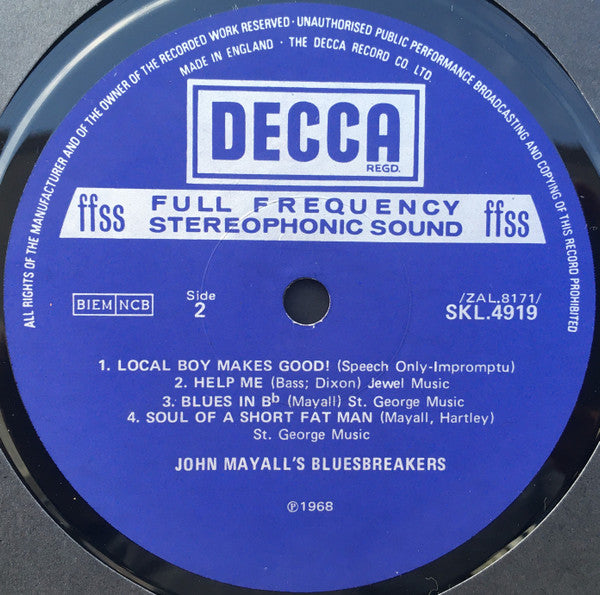 ALL RIGHTS OF THE MANUFACTURER AND OF THE OWNER OF THE RECORDED WORK RESERVED · UNAUTHORISED PUBLIC PERFORMANCE BROADCASTING AND COPYING OF THIS RECORD PROHIBITED
MADE IN ENGLAND · THE DECCA RECORD CO. LTD.
DECCA
REGD.
ffss FULL FREQUENCY ffss
STEREOPHONIC SOUND
BIEM NCB
Side
2
/ZAL.8171/
SKL.4919
1. LOCAL BOY MAKES GOOD! (Speech Only-Impromptu)
2. HELP ME (Bass; Dixon) Jewel Music
3. BLUES IN Bb (Mayall) St. George Music
4. SOUL OF A SHORT FAT MAN (Mayall, Hartley)
St. George Music
JOHN MAYALL'S BLUESBREAKERS
℗1968